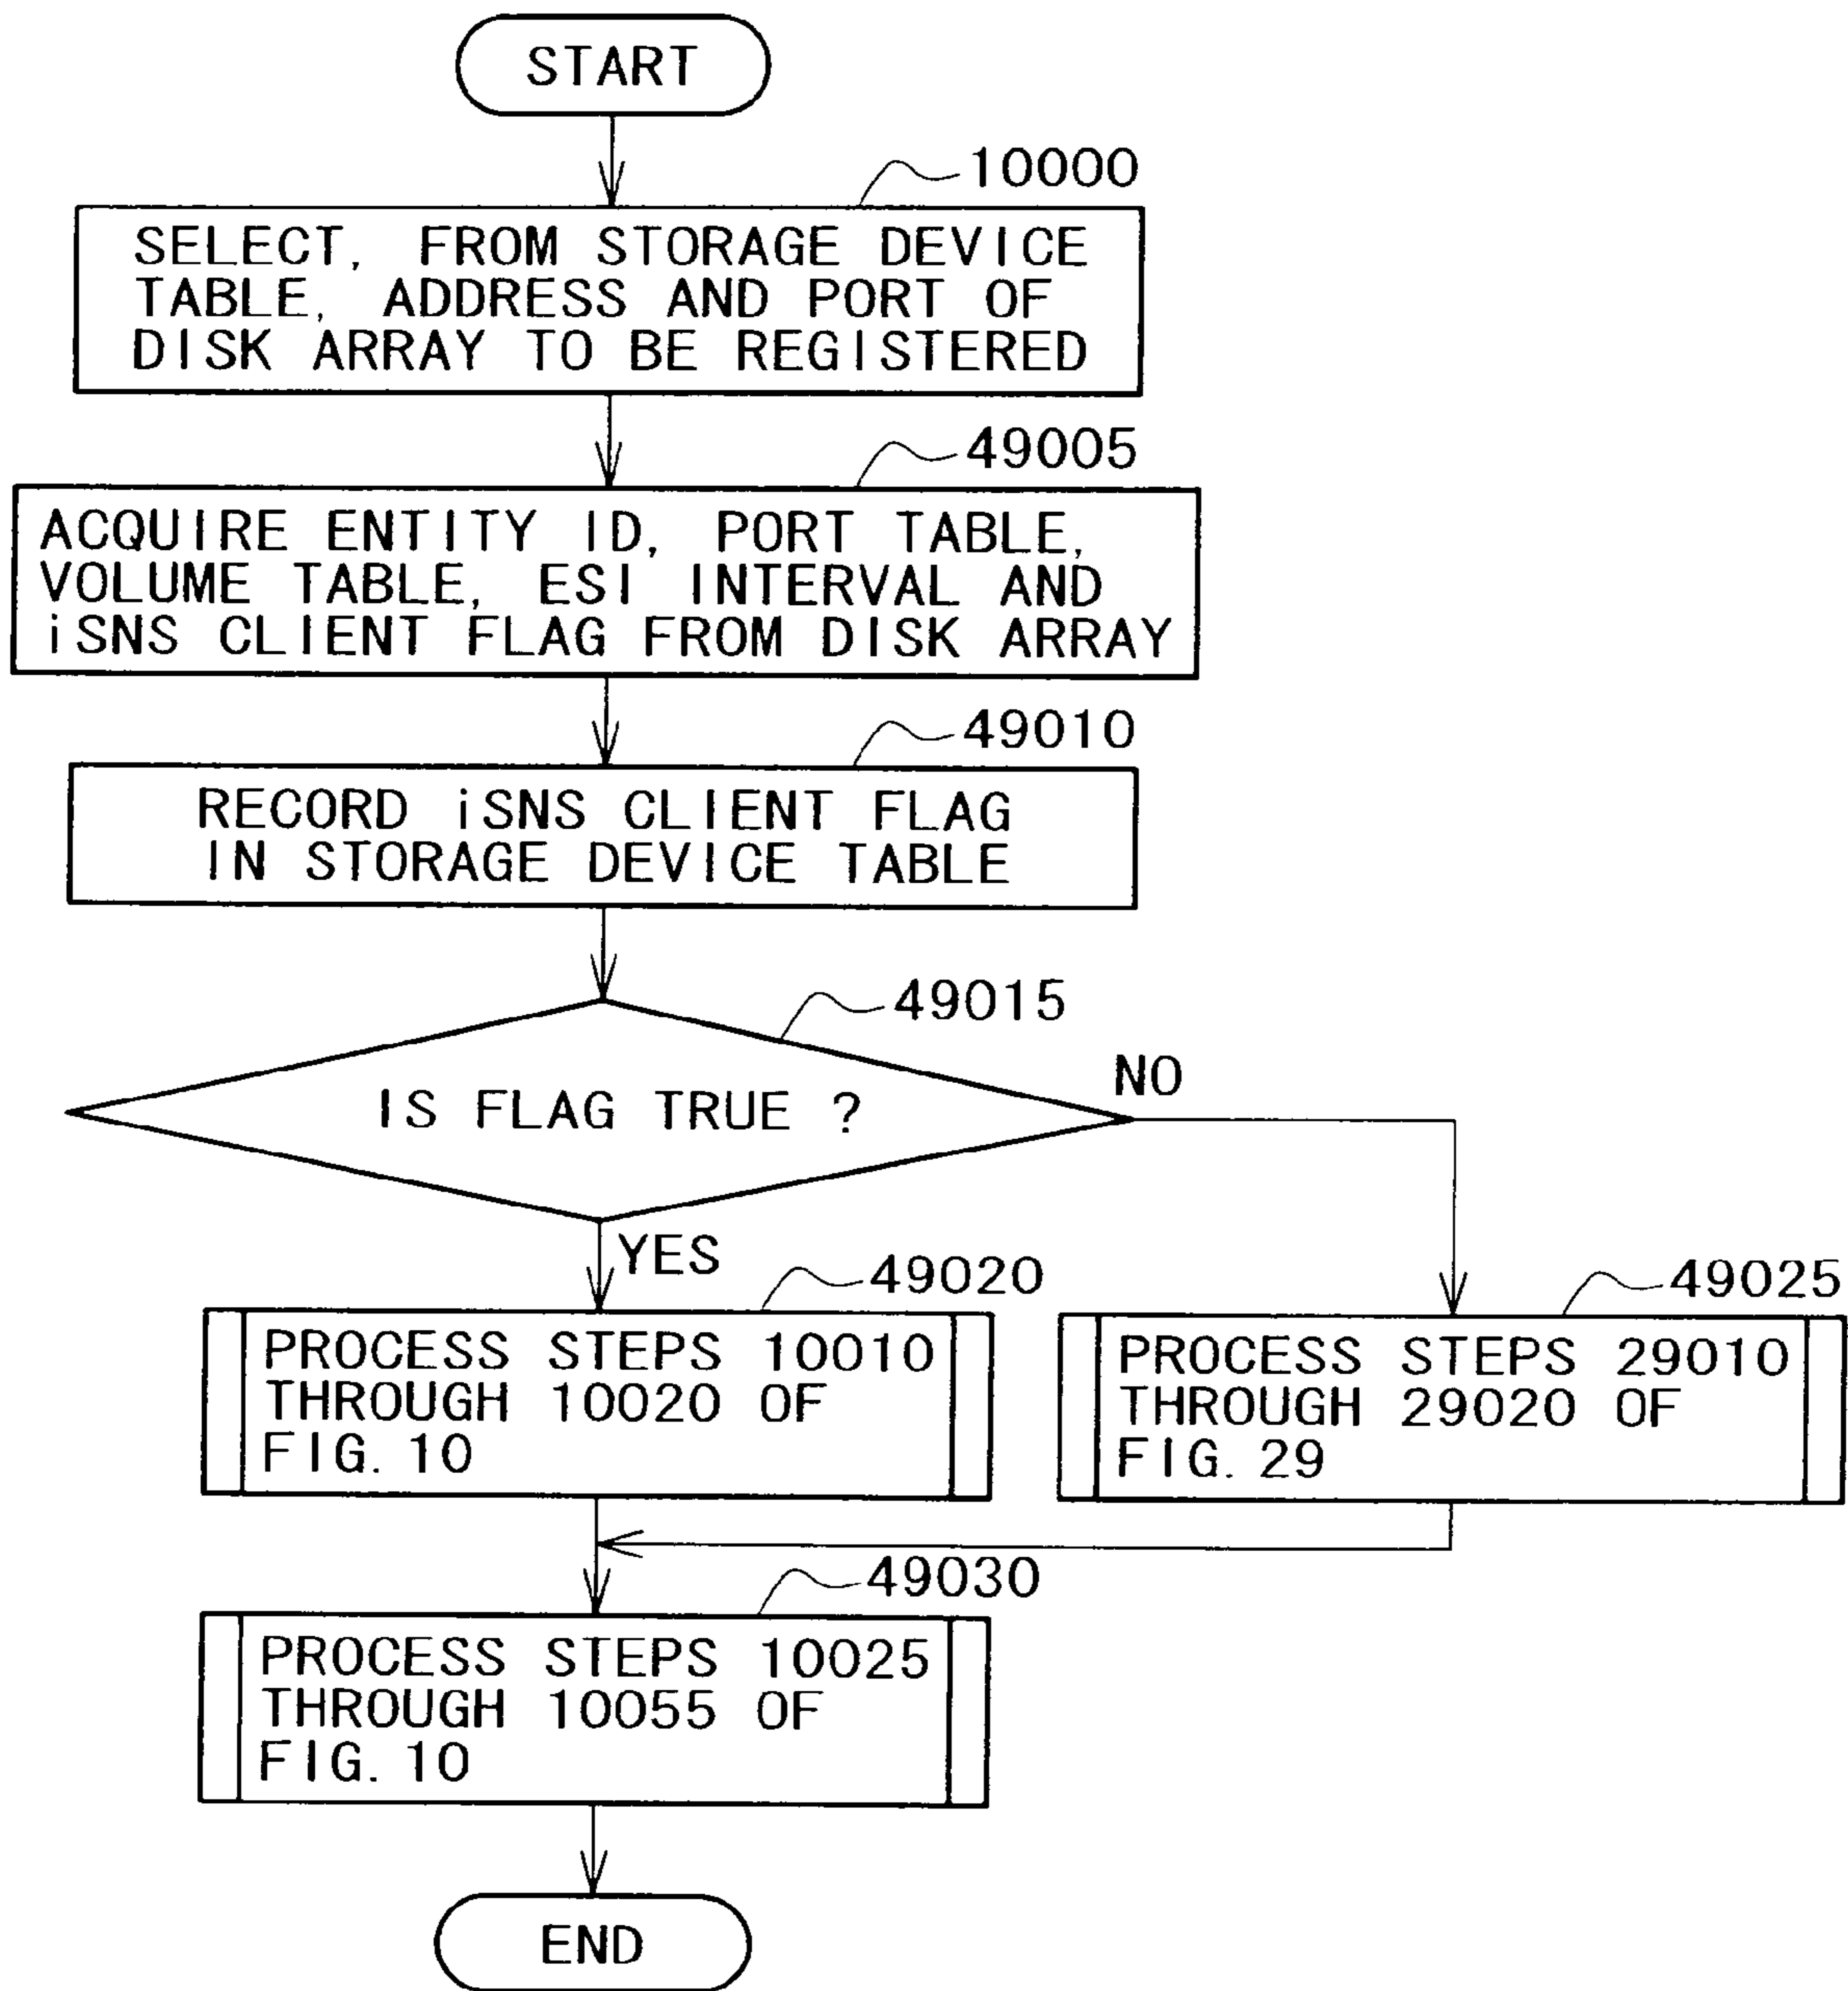 START
10000
SELECT, FROM STORAGE DEVICE
TABLE, ADDRESS AND PORT OF
DISK ARRAY TO BE REGISTERED
49005
ACQUIRE ENTITY ID, PORT TABLE,
VOLUME TABLE, ESI INTERVAL AND
iSNS CLIENT FLAG FROM DISK ARRAY
49010
RECORD iSNS CLIENT FLAG
IN STORAGE DEVICE TABLE
49015
IS FLAG TRUE ?
NO
YES
49020
PROCESS STEPS 10010
THROUGH 10020 OF
FIG. 10
49025
PROCESS STEPS 29010
THROUGH 29020 OF
FIG. 29
49030
PROCESS STEPS 10025
THROUGH 10055 OF
FIG. 10
END